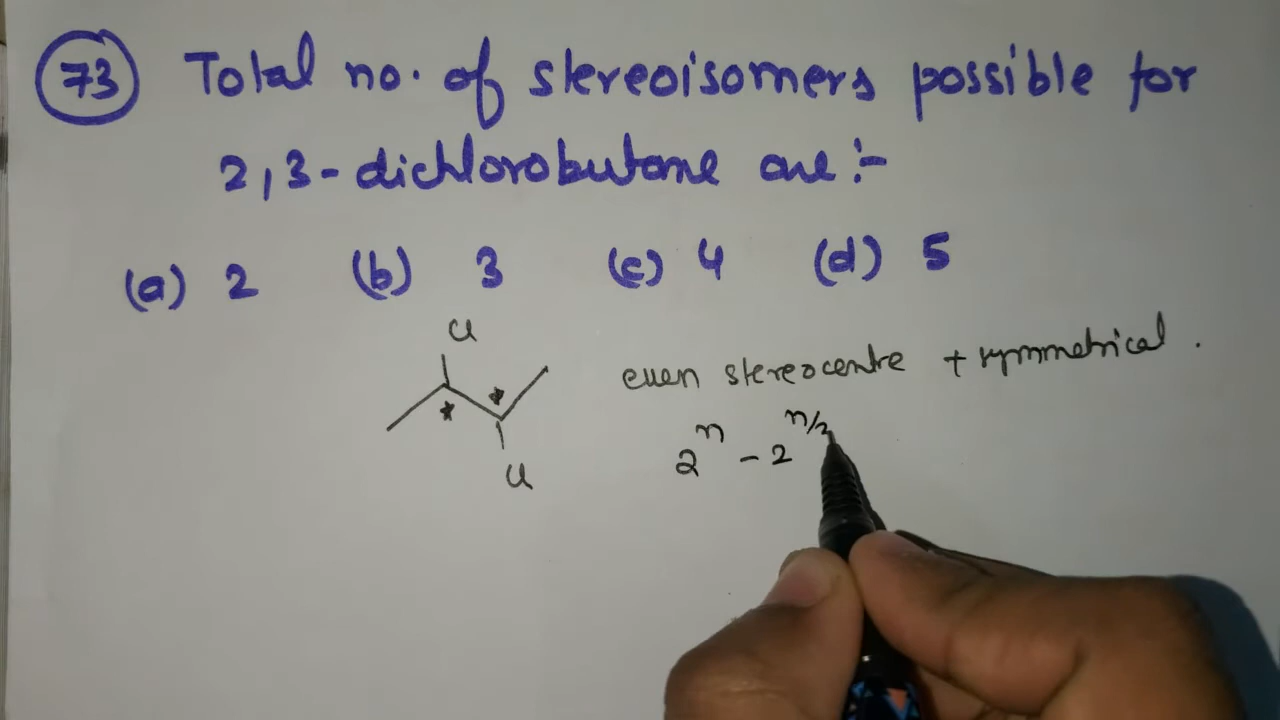 73 Total no. of stereoisomers possible for
2,3-dichlorobutane are :-
(a) 2 (b) 3 (c) 4 (d) 5
Cl
* *
Cl
even stereocentre + symmetrical.
2^n - 2^n/2